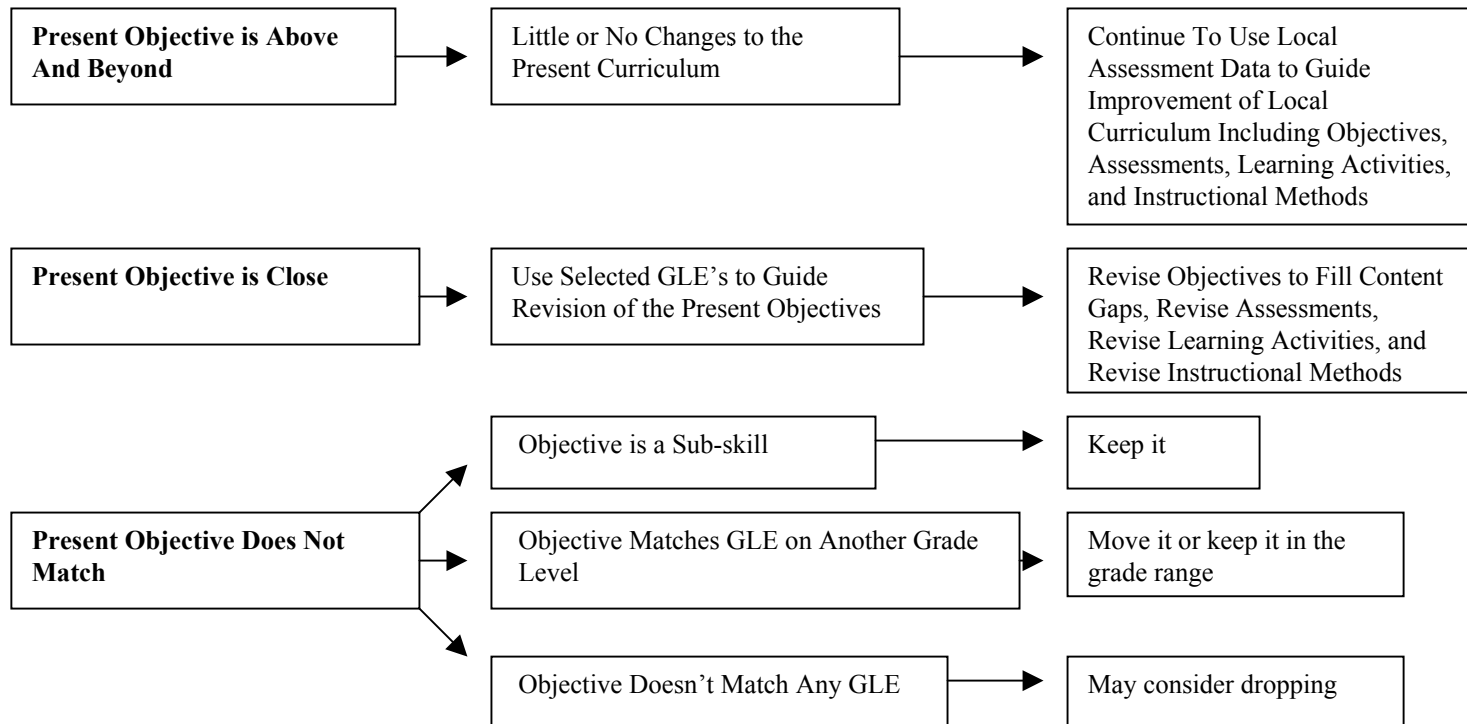 Present Objective is Above
And Beyond
Little or No Changes to the
Present Curriculum
Continue To Use Local
Assessment Data to Guide
Improvement of Local
Curriculum Including Objectives,
Assessments, Learning Activities,
and Instructional Methods
Present Objective is Close
Use Selected GLE’s to Guide
Revision of the Present Objectives
Revise Objectives to Fill Content
Gaps, Revise Assessments,
Revise Learning Activities, and
Revise Instructional Methods
Present Objective Does Not
Match
Objective is a Sub-skill
Keep it
Objective Matches GLE on Another Grade
Level
Move it or keep it in the
grade range
Objective Doesn’t Match Any GLE
May consider dropping